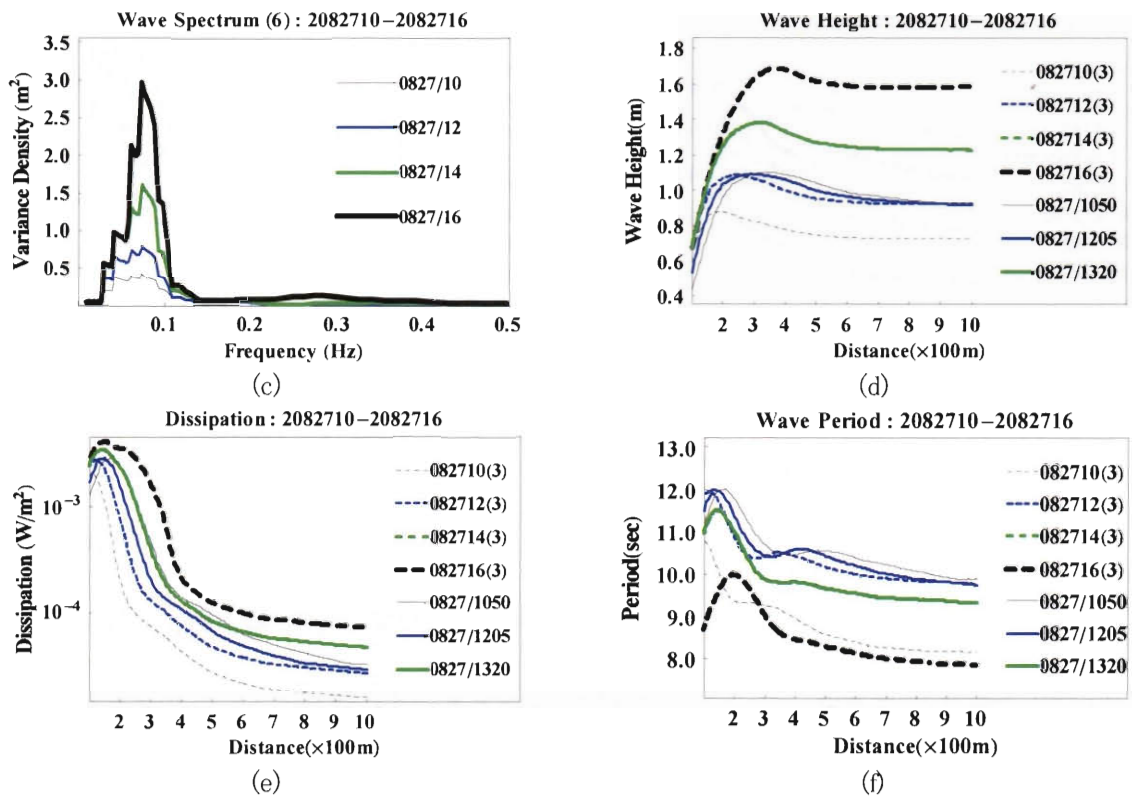 Wave Spectrum (6) : 2082710-2082716
Variance Density (m²)
3.5
3.0
2.5
2.0
1.5
1.0
0.5
0.1
0.2
0.3
0.4
0.5
Frequency (Hz)
0827/10
0827/12
0827/14
0827/16
(c)
Wave Height : 2082710-2082716
Wave Height(m)
1.8
1.6
1.4
1.2
1.0
0.8
0.6
0.4
2 3 4 5 6 7 8 9 10
Distance(×100m)
082710(3)
082712(3)
082714(3)
082716(3)
0827/1050
0827/1205
0827/1320
(d)
Dissipation : 2082710-2082716
Dissipation (W/m²)
10⁻³
10⁻⁴
2 3 4 5 6 7 8 9 10
Distance(×100m)
082710(3)
082712(3)
082714(3)
082716(3)
0827/1050
0827/1205
0827/1320
(e)
Wave Period : 2082710-2082716
Period(sec)
13.0
12.0
11.0
10.0
9.0
8.0
2 3 4 5 6 7 8 9 10
Distance(×100m)
082710(3)
082712(3)
082714(3)
082716(3)
0827/1050
0827/1205
0827/1320
(f)